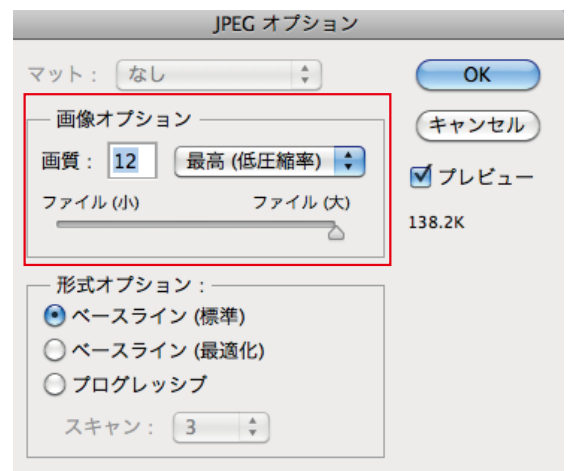 JPEG オプション
マット： なし
OK
画像オプション
キャンセル
画質： 12 最高 (低圧縮率)
プレビュー
ファイル (小) ファイル (大)
138.2K
形式オプション：
ベースライン (標準)
ベースライン (最適化)
プログレッシブ
スキャン： 3